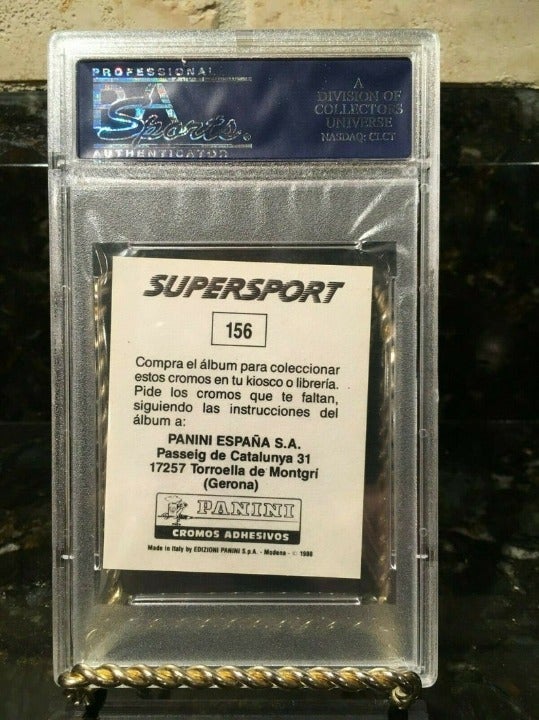 PROFESSIONAL
PSA
Sports.
AUTHENTICATOR
A
DIVISION OF
COLLECTORS
UNIVERSE
NASDAQ: CLCT
SUPERSPORT
156
Compra el álbum para coleccionar
estos cromos en tu kiosco o librería.
Pide los cromos que te faltan,
siguiendo las instrucciones del
álbum a:
PANINI ESPAÑA S.A.
Passeig de Catalunya 31
17257 Torroella de Montgrí
(Gerona)
PANINI
CROMOS ADHESIVOS
Made in Italy by EDIZIONI PANINI S.p.A. - Modena - © 1986